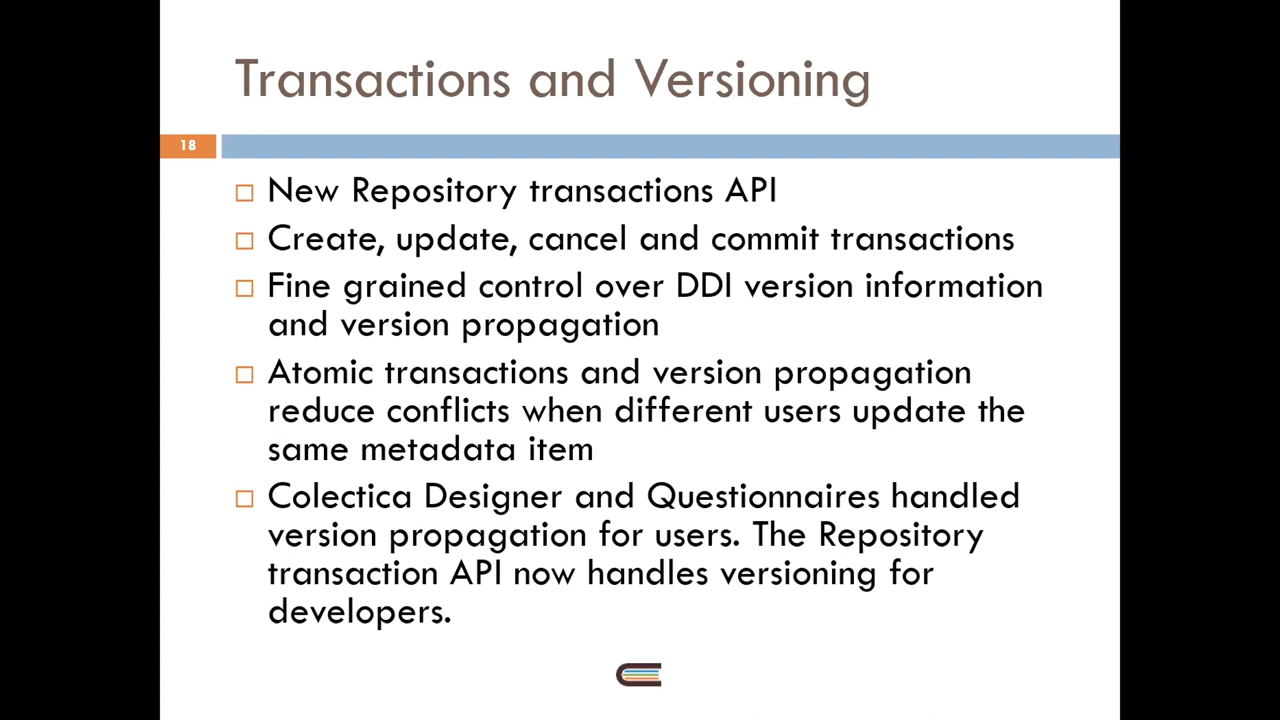 Transactions and Versioning
18
New Repository transactions API
Create, update, cancel and commit transactions
Fine grained control over DDI version information
and version propagation
Atomic transactions and version propagation
reduce conflicts when different users update the
same metadata item
Colectica Designer and Questionnaires handled
version propagation for users. The Repository
transaction API now handles versioning for
developers.